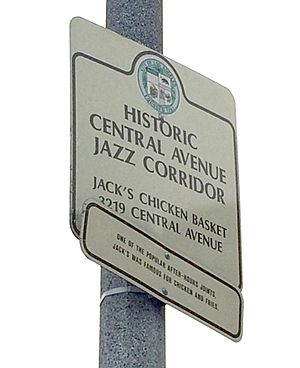 HISTORIC
CENTRAL AVENUE
JAZZ CORRIDOR
JACK'S CHICKEN BASKET
3219 CENTRAL AVENUE
ONE OF THE POPULAR AFTER-HOURS JOINTS,
JACK'S WAS FAMOUS FOR CHICKEN AND FRIES.